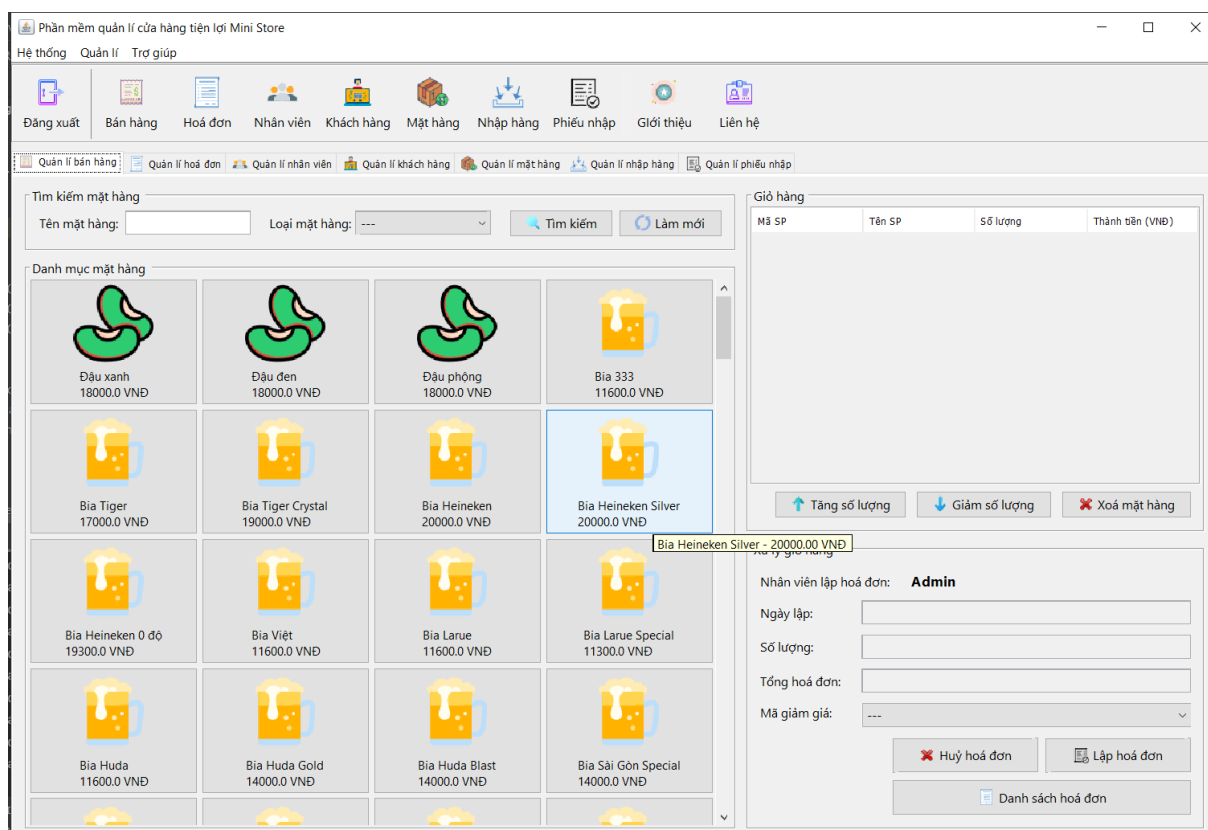 Phần mềm quản lí cửa hàng tiện lợi Mini Store
Hệ thống Quản lí Trợ giúp
Đăng xuất Bán hàng Hoá đơn Nhân viên Khách hàng Mặt hàng Nhập hàng Phiếu nhập GIới thiệu Liên hệ
Quản lí bán hàng Quản lí hoá đơn Quản lí nhân viên Quản lí khách hàng Quản lí mặt hàng Quản lí nhập hàng Quản lí phiếu nhập
Tìm kiếm mặt hàng
Tên mặt hàng: Loại mặt hàng: --- Tìm kiếm Làm mới
Danh mục mặt hàng
Đậu xanh Đậu đen Đậu phộng Bia 333
18000.0 VNĐ 18000.0 VNĐ 18000.0 VNĐ 11600.0 VNĐ
Bia Tiger Bia Tiger Crystal Bia Heineken Bia Heineken Silver
17000.0 VNĐ 19000.0 VNĐ 20000.0 VNĐ 20000.0 VNĐ
Bia Heineken Silver - 20000.00 VNĐ
Bia Heineken 0 độ Bia Việt Bia Larue Bia Larue Special
19300.0 VNĐ 11600.0 VNĐ 11600.0 VNĐ 11300.0 VNĐ
Bia Huda Bia Huda Gold Bia Huda Blast Bia Sài Gòn Special
11600.0 VNĐ 14000.0 VNĐ 14000.0 VNĐ 14000.0 VNĐ
Giỏ hàng
Mã SP Tên SP Số lượng Thành tiền (VNĐ)
Tăng số lượng Giảm số lượng Xoá mặt hàng
Xử lý giỏ hàng
Nhân viên lập hoá đơn: Admin
Ngày lập:
Số lượng:
Tổng hoá đơn:
Mã giảm giá: ---
Huỷ hoá đơn Lập hoá đơn
Danh sách hoá đơn